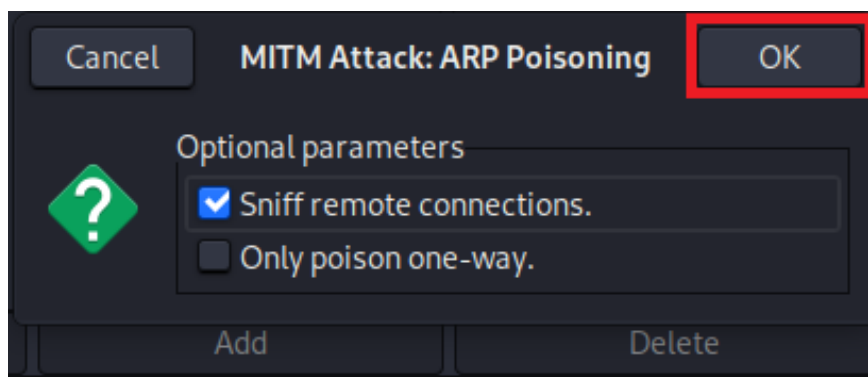 Cancel MITM Attack: ARP Poisoning OK
Optional parameters
?
Sniff remote connections.
Only poison one-way.
Add Delete